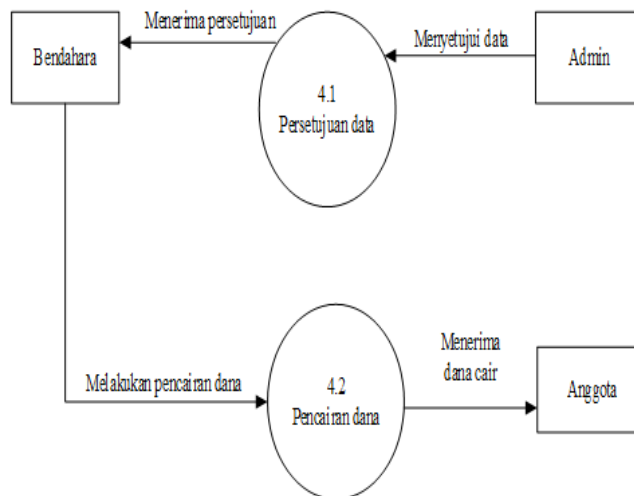 Menerima persetujuan
Menyetujui data
Bendahara
Admin
4.1
Persetujuan data
Melakukan pencairan dana
4.2
Pencairan dana
Menerima
dana cair
Anggota